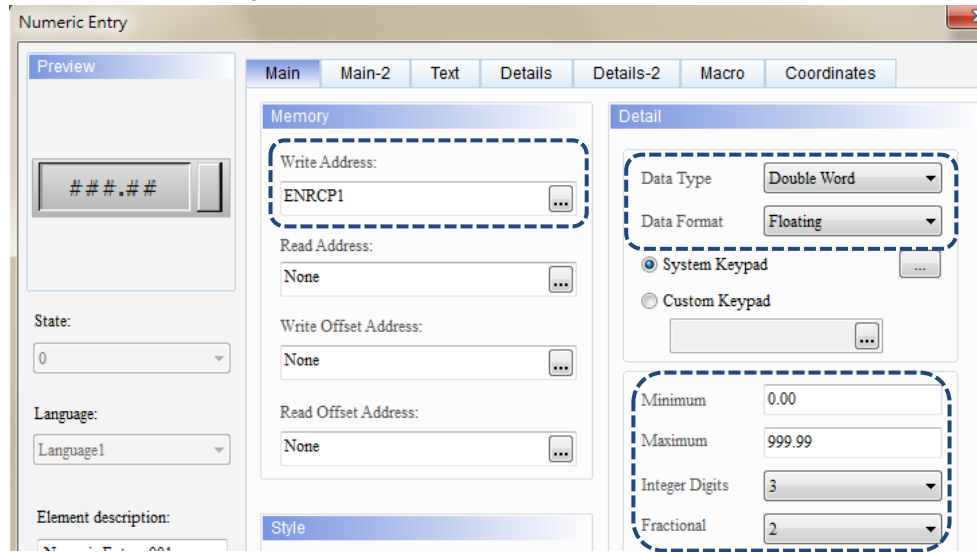 Numeric Entry
Preview
###.##
State:
0
Language:
Language1
Element description:
Main Main-2 Text Details Details-2 Macro Coordinates
Memory
Write Address:
ENRCP1
...
Read Address:
None
...
Write Offset Address:
None
...
Read Offset Address:
None
...
Style
Detail
Data Type Double Word
Data Format Floating
System Keypad ...
Custom Keypad
...
Minimum 0.00
Maximum 999.99
Integer Digits 3
Fractional 2